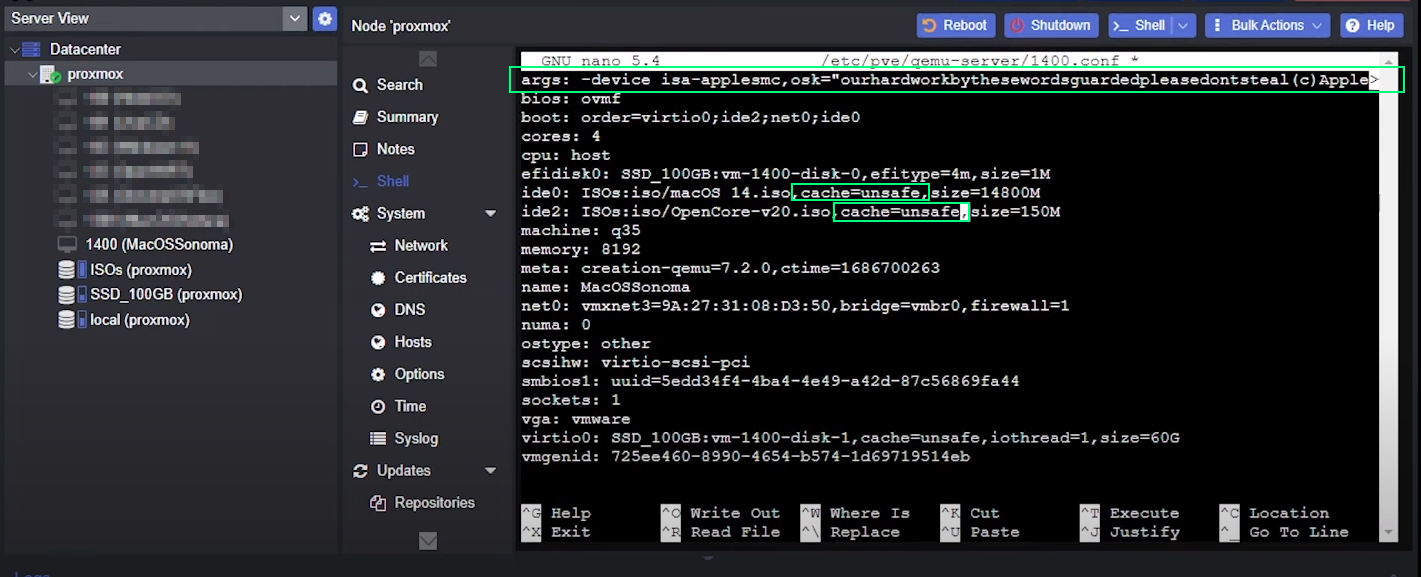 Server View
Node 'proxmox'
Reboot
Shutdown
>_ Shell
Bulk Actions
Help
Datacenter
proxmox
1400 (MacOSSonoma)
ISOs (proxmox)
SSD_100GB (proxmox)
local (proxmox)
Search
Summary
Notes
>_ Shell
System
Network
Certificates
DNS
Hosts
Options
Time
Syslog
Updates
Repositories
GNU nano 5.4 /etc/pve/qemu-server/1400.conf *
args: -device isa-applesmc,osk="ourhardworkbythesewordsguardedpleasedontsteal(c)Apple>
bios: ovmf
boot: order=virtio0;ide2;net0;ide0
cores: 4
cpu: host
efidisk0: SSD_100GB:vm-1400-disk-0,efitype=4m,size=1M
ide0: ISOs:iso/macOS 14.iso,cache=unsafe,size=14800M
ide2: ISOs:iso/OpenCore-v20.iso,cache=unsafe,size=150M
machine: q35
memory: 8192
meta: creation-qemu=7.2.0,ctime=1686700263
name: MacOSSonoma
net0: vmxnet3=9A:27:31:08:D3:50,bridge=vmbr0,firewall=1
numa: 0
ostype: other
scsihw: virtio-scsi-pci
smbios1: uuid=5edd34f4-4ba4-4e49-a42d-87c56869fa44
sockets: 1
vga: vmware
virtio0: SSD_100GB:vm-1400-disk-1,cache=unsafe,iothread=1,size=60G
vmgenid: 725ee460-8990-4654-b574-1d69719514eb
^G Help ^O Write Out ^W Where Is ^K Cut ^T Execute ^C Location
^X Exit ^R Read File ^\ Replace ^U Paste ^J Justify ^_ Go To Line